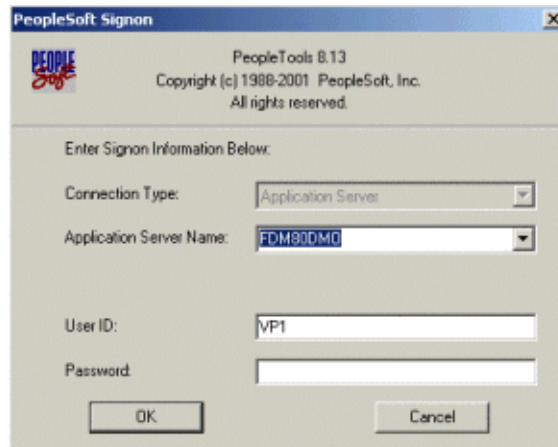 PeopleSoft Signon
PEOPLE
Soft
PeopleTools 8.13
Copyright (c) 1988-2001 PeopleSoft, Inc.
All rights reserved.
Enter Signon Information Below:
Connection Type:
Application Server
Application Server Name:
FDM80DMO
User ID:
VP1
Password:
OK
Cancel